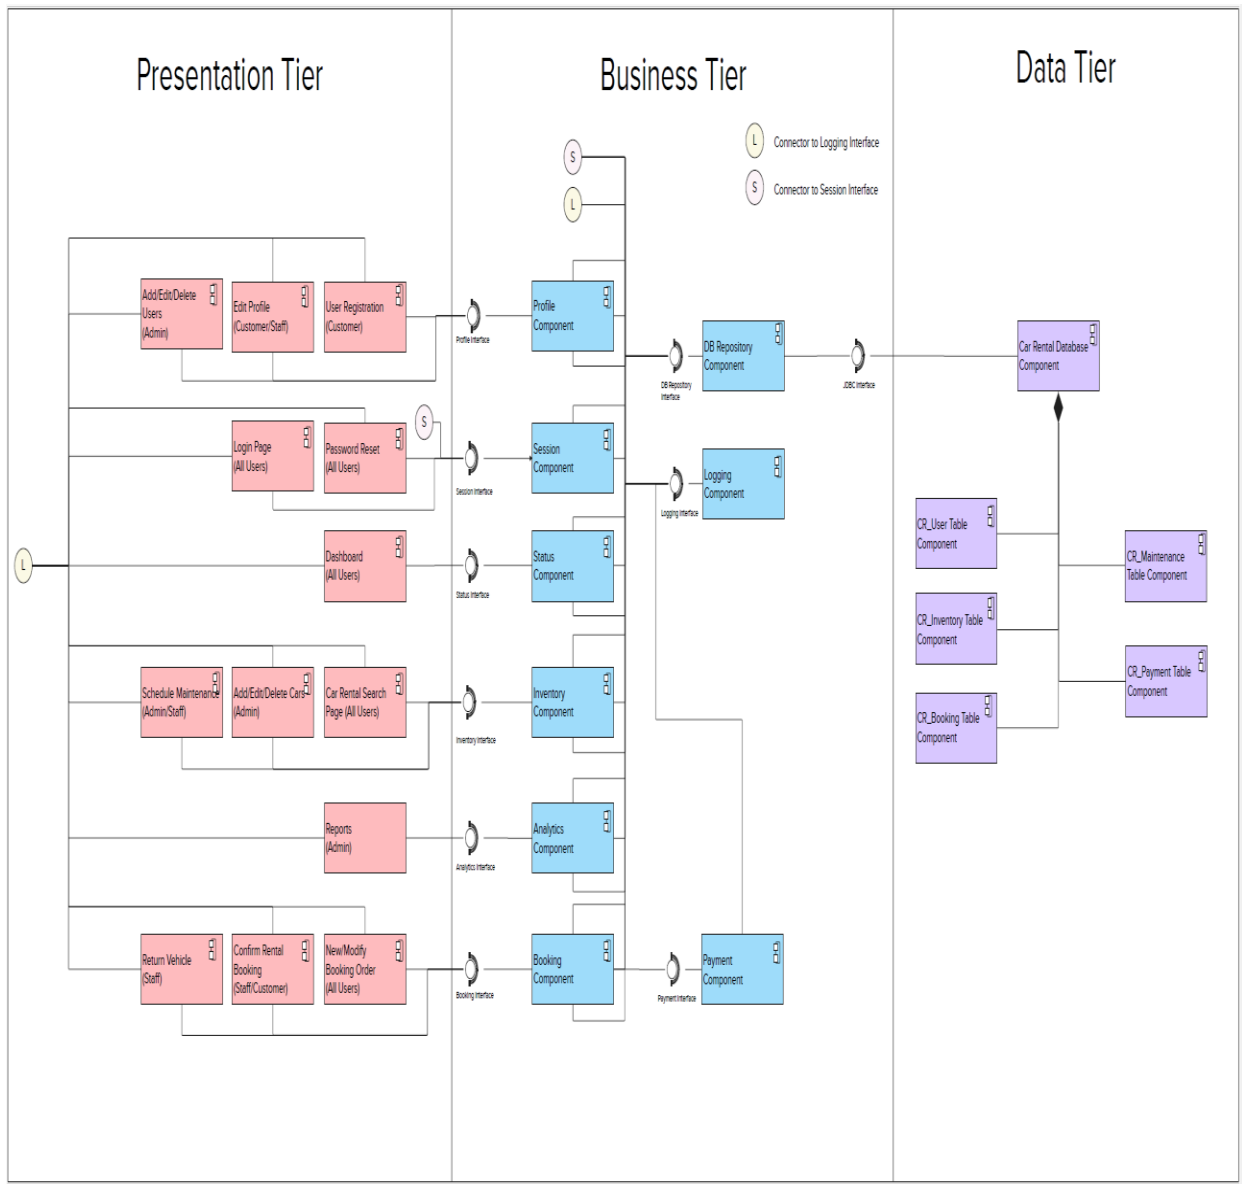 Presentation Tier
Business Tier
Data Tier
L
Connector to Logging Interface
S
Connector to Session Interface
S
L
Add/Edit/Delete
Users
(Admin)
Edit Profile
(Customer/Staff)
User Registration
(Customer)
Profile Interface
Profile
Component
DB Repository
Interface
DB Repository
Component
JDBC Interface
Car Rental Database
Component
Login Page
(All Users)
Password Reset
(All Users)
S
Session Interface
Session
Component
Logging Interface
Logging
Component
L
Dashboard
(All Users)
Status Interface
Status
Component
CR_User Table
Component
CR_Maintenance
Table Component
CR_Inventory Table
Component
CR_Payment Table
Component
CR_Booking Table
Component
Schedule Maintenance
(Admin/Staff)
Add/Edit/Delete Cars
(Admin)
Car Rental Search
Page (All Users)
Inventory Interface
Inventory
Component
Reports
(Admin)
Analytics Interface
Analytics
Component
Return Vehicle
(Staff)
Confirm Rental
Booking
(Staff/Customer)
New/Modify
Booking Order
(All Users)
Booking Interface
Booking
Component
Payment Interface
Payment
Component